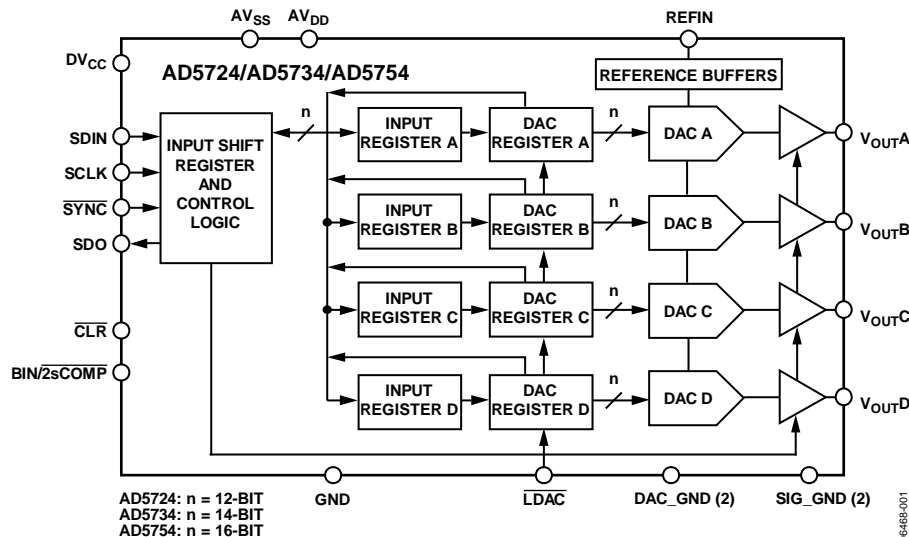 AVSS
AVDD
REFIN
DVCC
AD5724/AD5734/AD5754
REFERENCE BUFFERS
n
n
SDIN
SCLK
SYNC
SDO
INPUT SHIFT
REGISTER
AND
CONTROL
LOGIC
INPUT
REGISTER A
DAC
REGISTER A
DAC A
VOUTA
n
INPUT
REGISTER B
DAC
REGISTER B
DAC B
VOUTB
n
INPUT
REGISTER C
DAC
REGISTER C
DAC C
VOUTC
n
INPUT
REGISTER D
DAC
REGISTER D
DAC D
VOUTD
CLR
BIN/2sCOMP
GND
LDAC
DAC_GND (2)
SIG_GND (2)
AD5724: n = 12-BIT
AD5734: n = 14-BIT
AD5754: n = 16-BIT